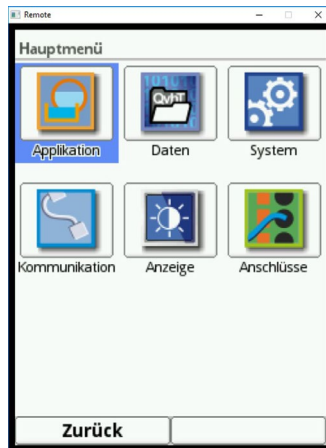 Remote
Hauptmenü
QvhT
Applikation Daten System
Kommunikation Anzeige Anschlüsse
Zurück